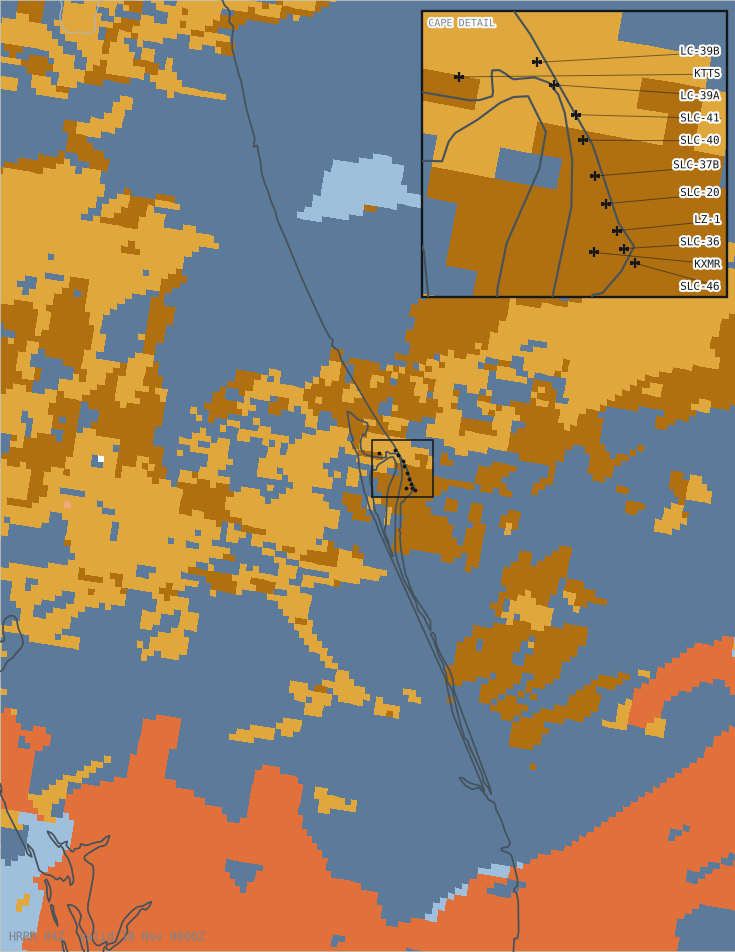 CAPE DETAIL
LC-39B
KTTS
LC-39A
SLC-41
SLC-40
SLC-37B
SLC-20
LZ-1
SLC-36
KXMR
SLC-46
HRRR Nov 0000Z